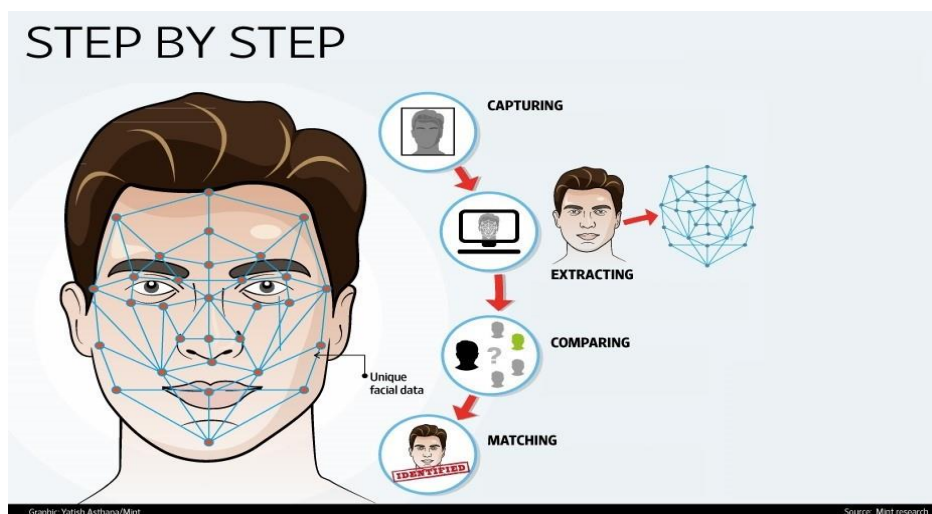 STEP BY STEP
CAPTURING
EXTRACTING
COMPARING
Unique
facial data
MATCHING
IDENTIFIED
Graphic: Yatish Asthana/Mint
Source: Mint research
?